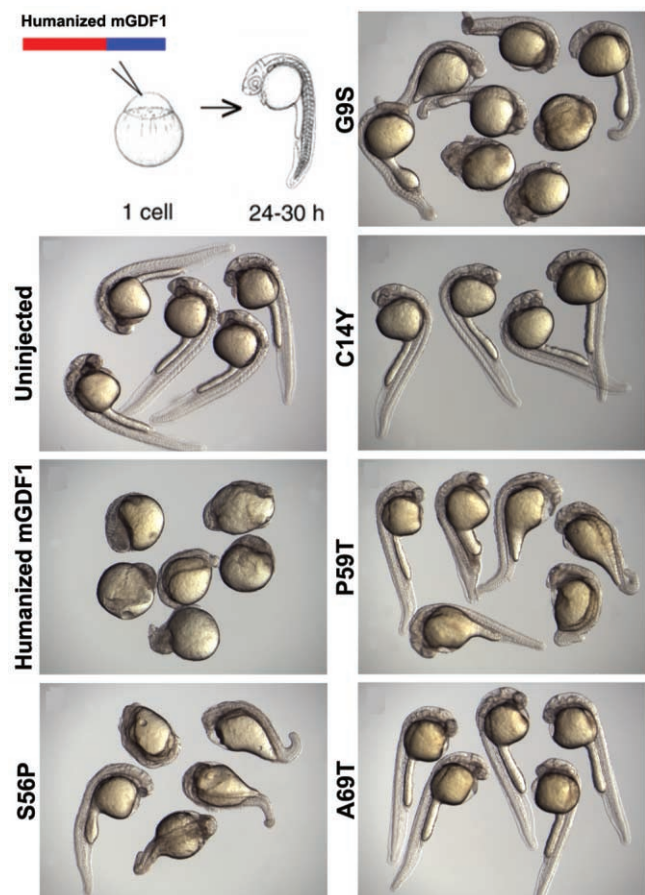 Humanized mGDF1
1 cell
24-30 h
G9S
Uninjected
C14Y
Humanized mGDF1
P59T
S56P
A69T